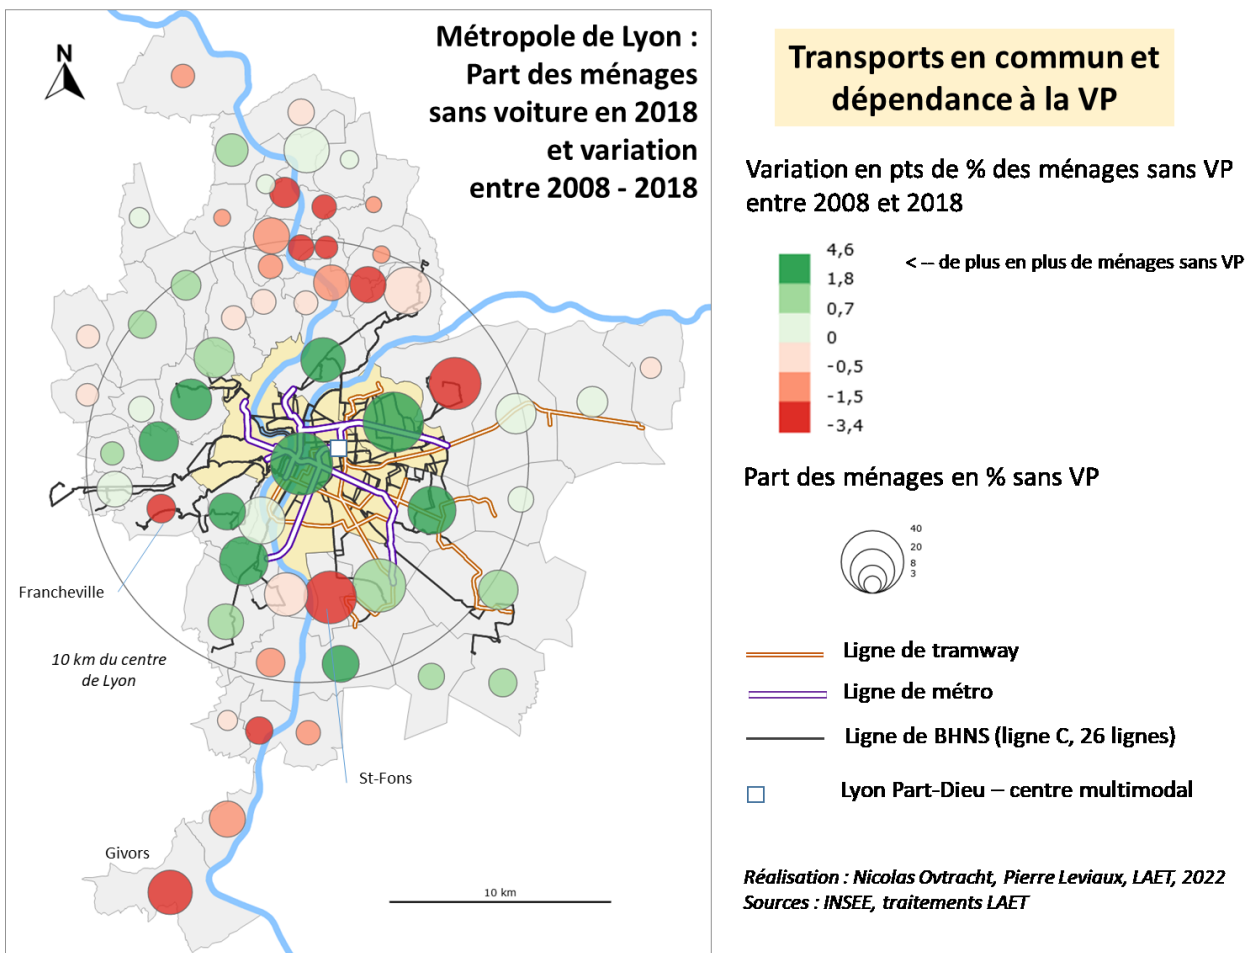 Métropole de Lyon :
Part des ménages
sans voiture en 2018
et variation
entre 2008 - 2018
N
Francheville
10 km du centre
de Lyon
St-Fons
Givors
10 km
Transports en commun et
dépendance à la VP
Variation en pts de % des ménages sans VP
entre 2008 et 2018
4,6
< -- de plus en plus de ménages sans VP
1,8
0,7
0
-0,5
-1,5
-3,4
Part des ménages en % sans VP
40
20
8
3
Ligne de tramway
Ligne de métro
Ligne de BHNS (ligne C, 26 lignes)
Lyon Part-Dieu – centre multimodal
Réalisation : Nicolas Ovtracht, Pierre Leviaux, LAET, 2022
Sources : INSEE, traitements LAET